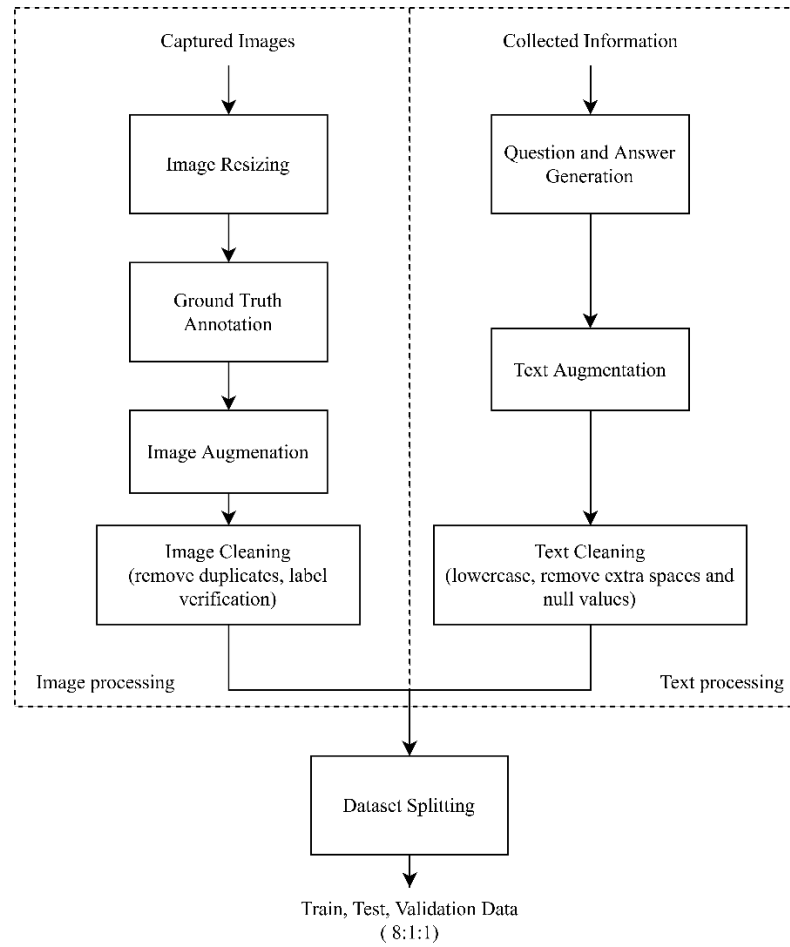 Captured Images
Image Resizing
Ground Truth
Annotation
Image Augmenation
Image Cleaning
(remove duplicates, label
verification)
Image processing
Collected Information
Question and Answer
Generation
Text Augmentation
Text Cleaning
(lowercase, remove extra spaces and
null values)
Text processing
Dataset Splitting
Train, Test, Validation Data
( 8:1:1)